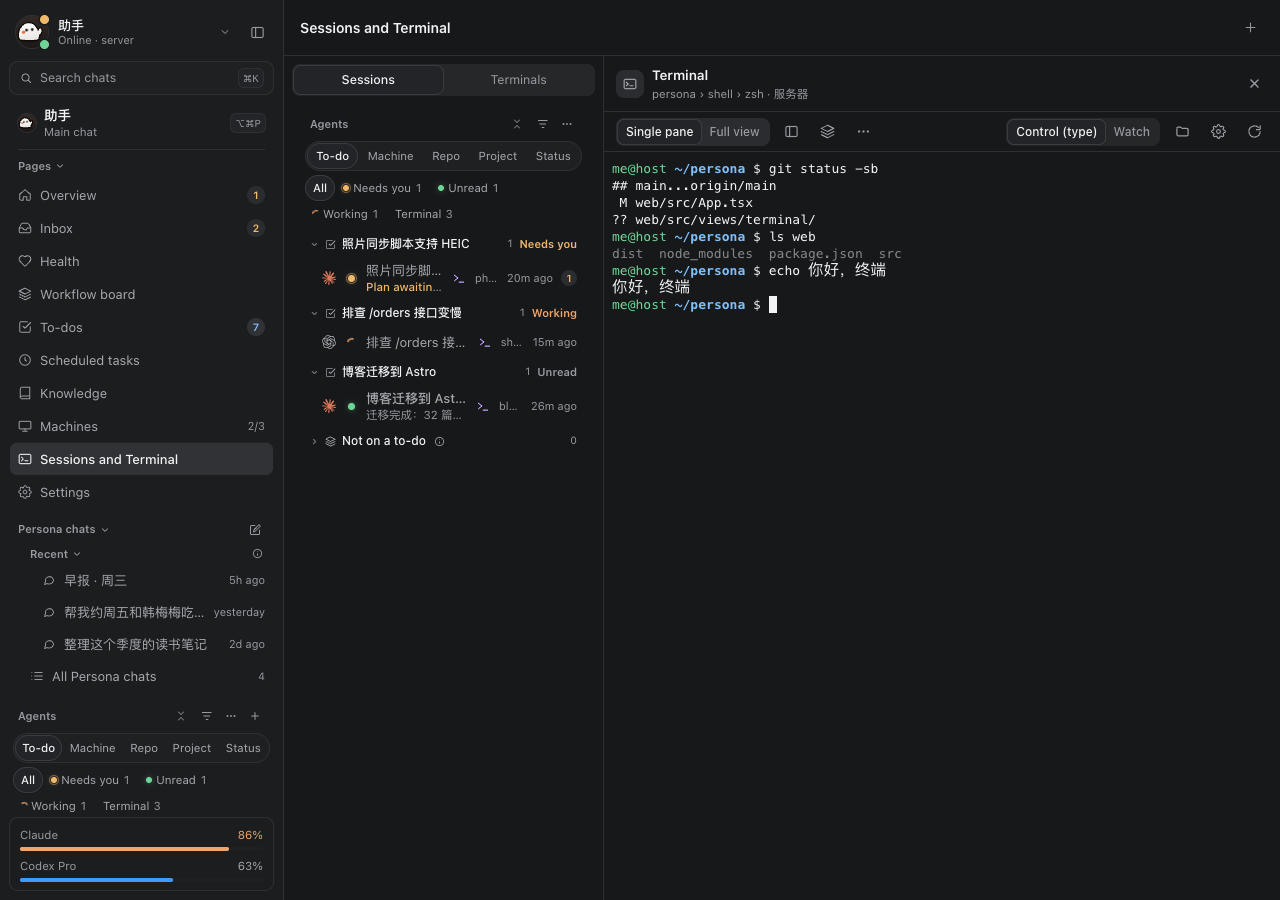 助手
Online · server
Search chats
⌘K
助手
Main chat
⌥⌘P
Pages
Overview
1
Inbox
2
Health
Workflow board
To-dos
7
Scheduled tasks
Knowledge
Machines
2/3
Sessions and Terminal
Settings
Persona chats
Recent
早报 · 周三
5h ago
帮我约周五和韩梅梅吃...
yesterday
整理这个季度的读书笔记
2d ago
All Persona chats
4
Agents
To-do Machine Repo Project Status
All Needs you 1 Unread 1
Working 1 Terminal 3
Claude
86%
Codex Pro
63%
Sessions and Terminal
Sessions
Terminals
Agents
To-do Machine Repo Project Status
All Needs you 1 Unread 1
Working 1 Terminal 3
照片同步脚本支持 HEIC
1 Needs you
照片同步脚...
ph... 20m ago 1
Plan awaitin...
排查 /orders 接口变慢
1 Working
排查 /orders 接...
sh... 15m ago
博客迁移到 Astro
1 Unread
博客迁移到 Ast...
bl... 26m ago
迁移完成：32 篇...
Not on a to-do
0
Terminal
persona › shell › zsh · 服务器
Single pane
Full view
Control (type)
Watch
me@host ~/persona $ git status -sb
## main...origin/main
 M web/src/App.tsx
?? web/src/views/terminal/
me@host ~/persona $ ls web
dist  node_modules  package.json  src
me@host ~/persona $ echo 你好，终端
你好，终端
me@host ~/persona $